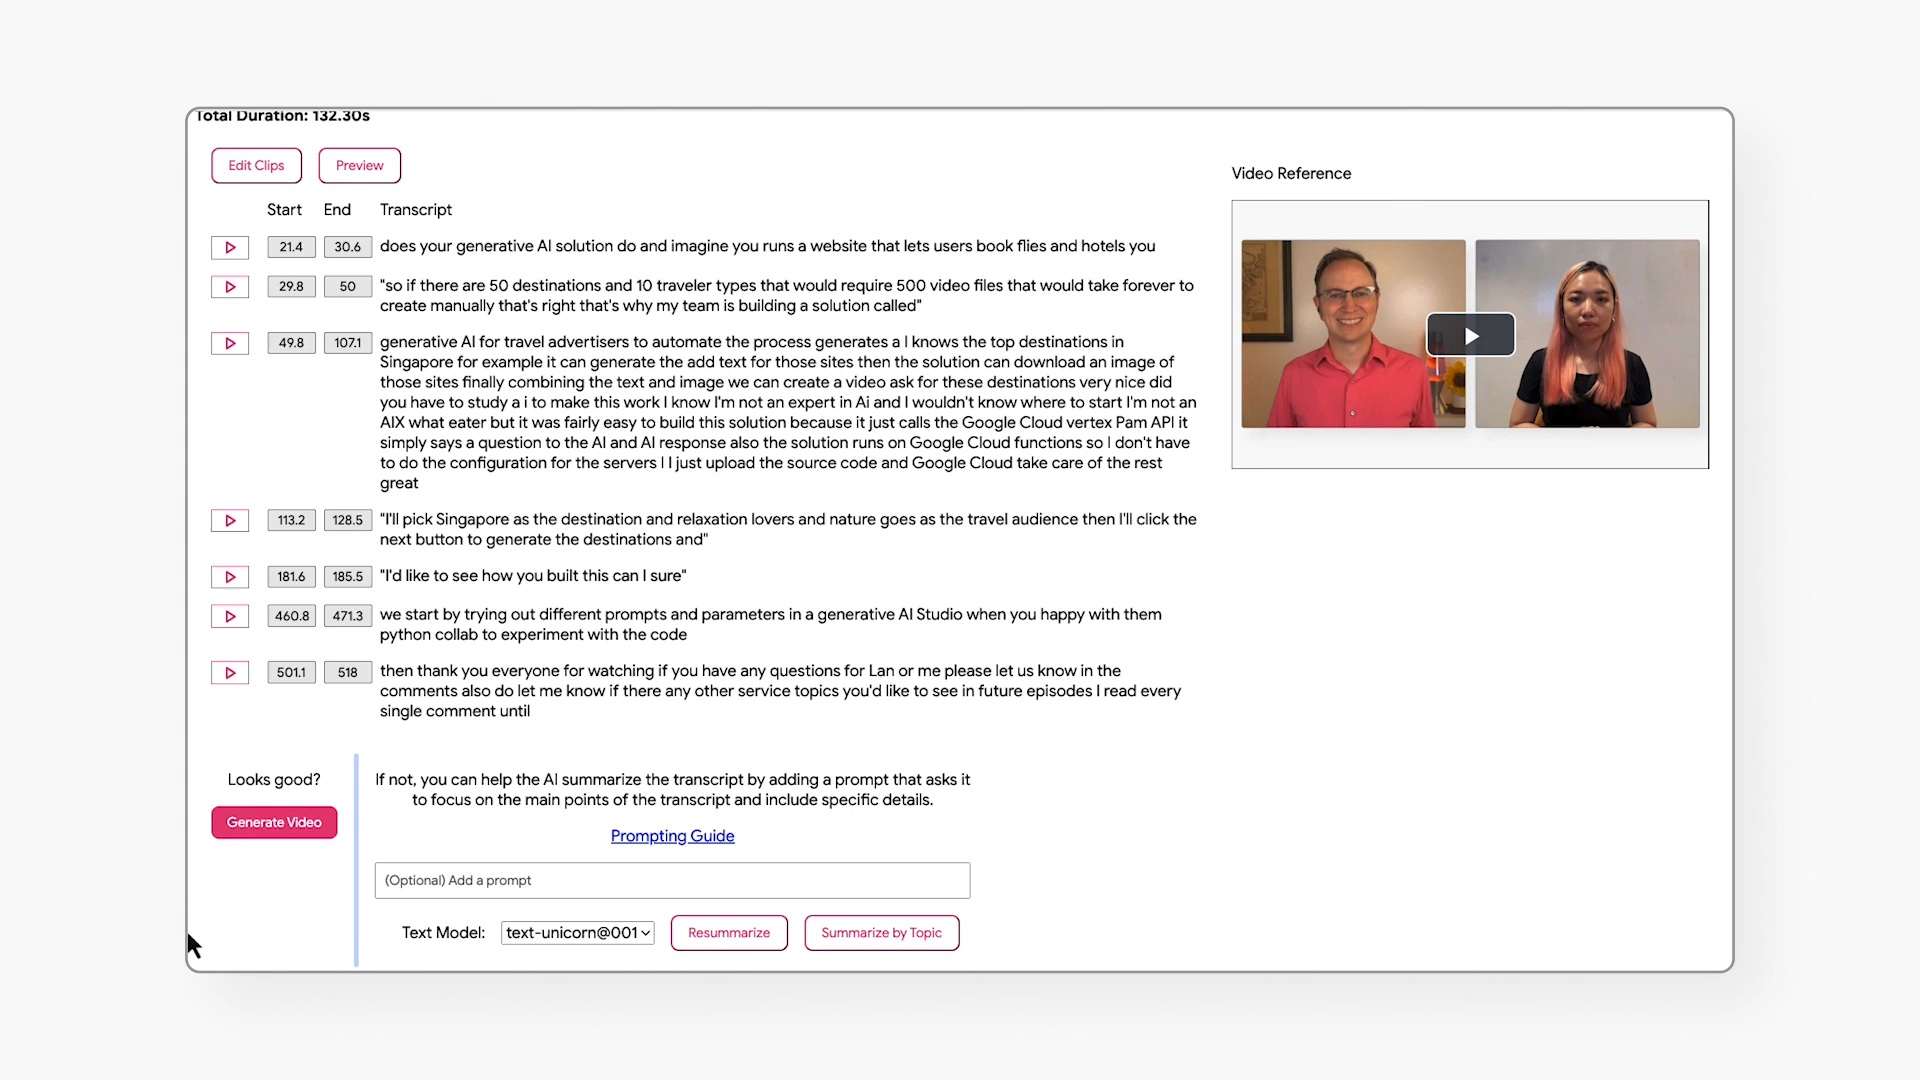 Total Duration: 132.30s
Edit Clips Preview
Video Reference
Start End Transcript
21.4 30.6 does your generative AI solution do and imagine you runs a website that lets users book flies and hotels you
29.8 50 "so if there are 50 destinations and 10 traveler types that would require 500 video files that would take forever to
create manually that's right that's why my team is building a solution called"
49.8 107.1 generative AI for travel advertisers to automate the process generates a I knows the top destinations in
Singapore for example it can generate the add text for those sites then the solution can download an image of
those sites finally combining the text and image we can create a video ask for these destinations very nice did
you have to study a i to make this work I know I'm not an expert in Ai and I wouldn't know where to start I'm not an
AIX what eater but it was fairly easy to build this solution because it just calls the Google Cloud vertex Pam API it
simply says a question to the AI and AI response also the solution runs on Google Cloud functions so I don't have
to do the configuration for the servers I I just upload the source code and Google Cloud take care of the rest
great
113.2 128.5 "I'll pick Singapore as the destination and relaxation lovers and nature goes as the travel audience then I'll click the
next button to generate the destinations and"
181.6 185.5 "I'd like to see how you built this can I sure"
460.8 471.3 we start by trying out different prompts and parameters in a generative AI Studio when you happy with them
python collab to experiment with the code
501.1 518 then thank you everyone for watching if you have any questions for Lan or me please let us know in the
comments also do let me know if there any other service topics you'd like to see in future episodes I read every
single comment until
Looks good?
Generate Video
If not, you can help the AI summarize the transcript by adding a prompt that asks it
to focus on the main points of the transcript and include specific details.
Prompting Guide
(Optional) Add a prompt
Text Model: text-unicorn@001 Resummarize Summarize by Topic